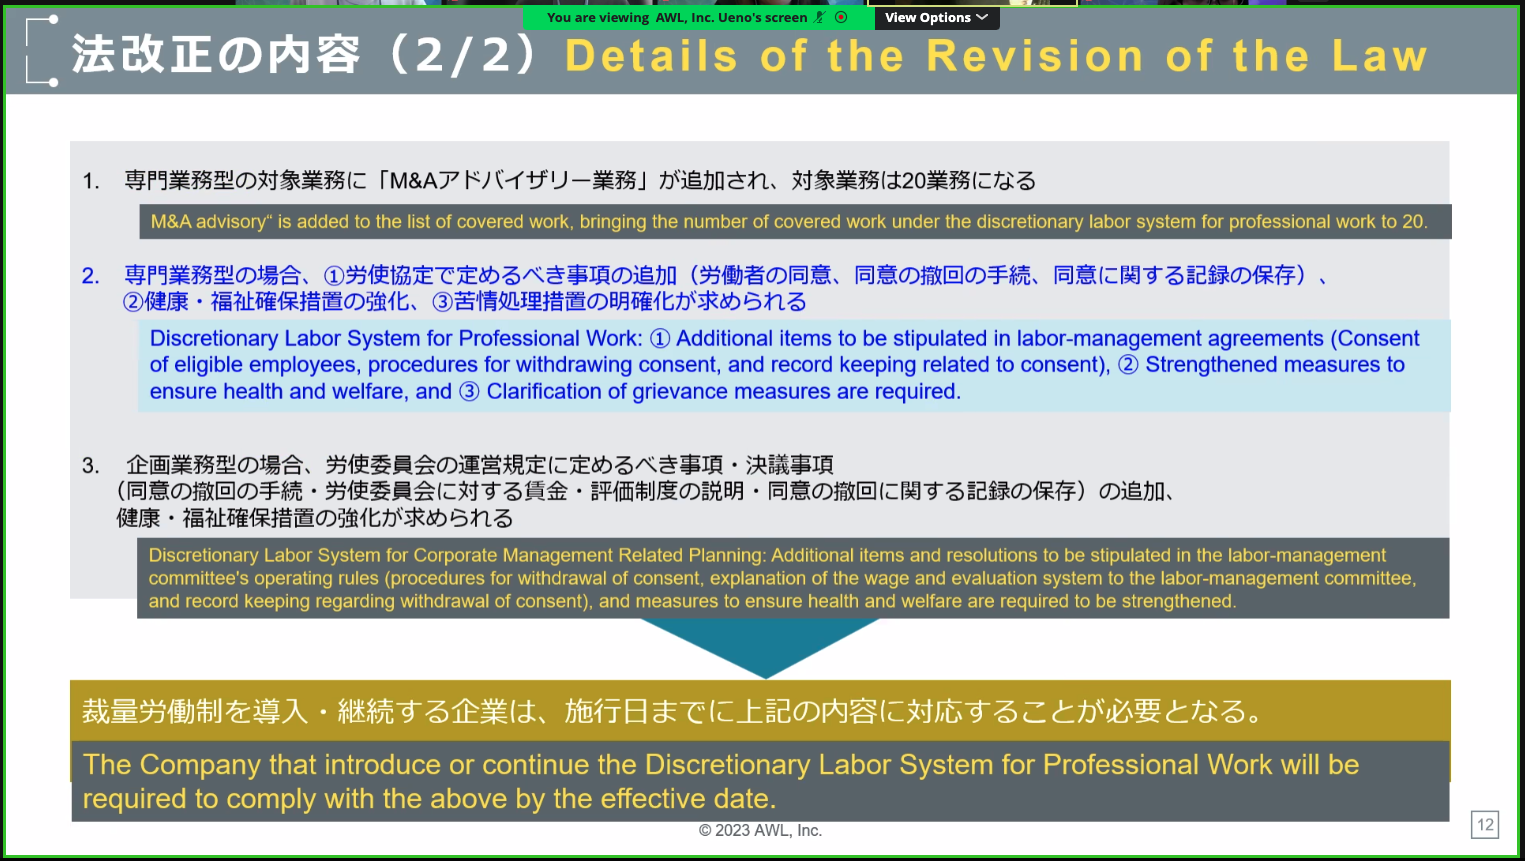 You are viewing AWL, Inc. Ueno's screen
View Options
法改正の内容（2/2）Details of the Revision of the Law
1. 専門業務型の対象業務に「M&Aアドバイザリー業務」が追加され、対象業務は20業務になる
M&A advisory“ is added to the list of covered work, bringing the number of covered work under the discretionary labor system for professional work to 20.
2. 専門業務型の場合、①労使協定で定めるべき事項の追加（労働者の同意、同意の撤回の手続、同意に関する記録の保存）、
②健康・福祉確保措置の強化、③苦情処理措置の明確化が求められる
Discretionary Labor System for Professional Work: ① Additional items to be stipulated in labor-management agreements (Consent
of eligible employees, procedures for withdrawing consent, and record keeping related to consent), ② Strengthened measures to
ensure health and welfare, and ③ Clarification of grievance measures are required.
3. 企画業務型の場合、労使委員会の運営規定に定めるべき事項・決議事項
（同意の撤回の手続・労使委員会に対する賃金・評価制度の説明・同意の撤回に関する記録の保存）の追加、
健康・福祉確保措置の強化が求められる
Discretionary Labor System for Corporate Management Related Planning: Additional items and resolutions to be stipulated in the labor-management
committee's operating rules (procedures for withdrawal of consent, explanation of the wage and evaluation system to the labor-management committee,
and record keeping regarding withdrawal of consent), and measures to ensure health and welfare are required to be strengthened.
裁量労働制を導入・継続する企業は、施行日までに上記の内容に対応することが必要となる。
The Company that introduce or continue the Discretionary Labor System for Professional Work will be
required to comply with the above by the effective date.
© 2023 AWL, Inc.
12